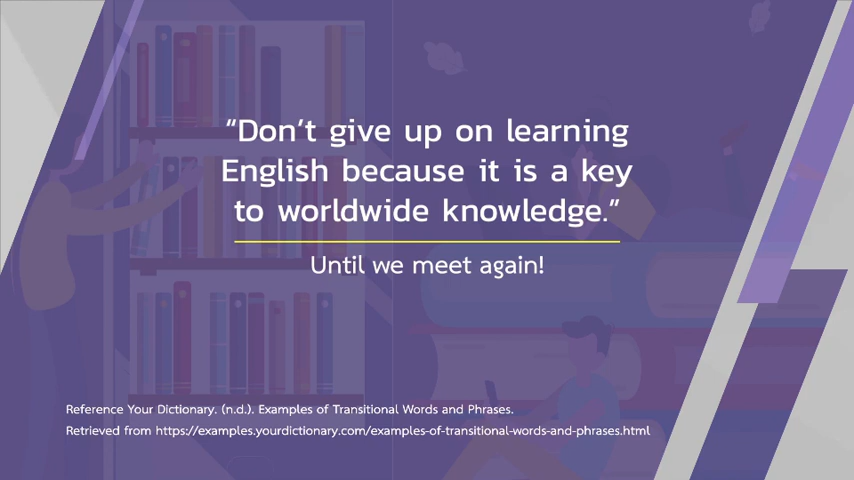 “Don’t give up on learning
English because it is a key
to worldwide knowledge.”
Until we meet again!
Reference Your Dictionary. (n.d.). Examples of Transitional Words and Phrases.
Retrieved from https://examples.yourdictionary.com/examples-of-transitional-words-and-phrases.html